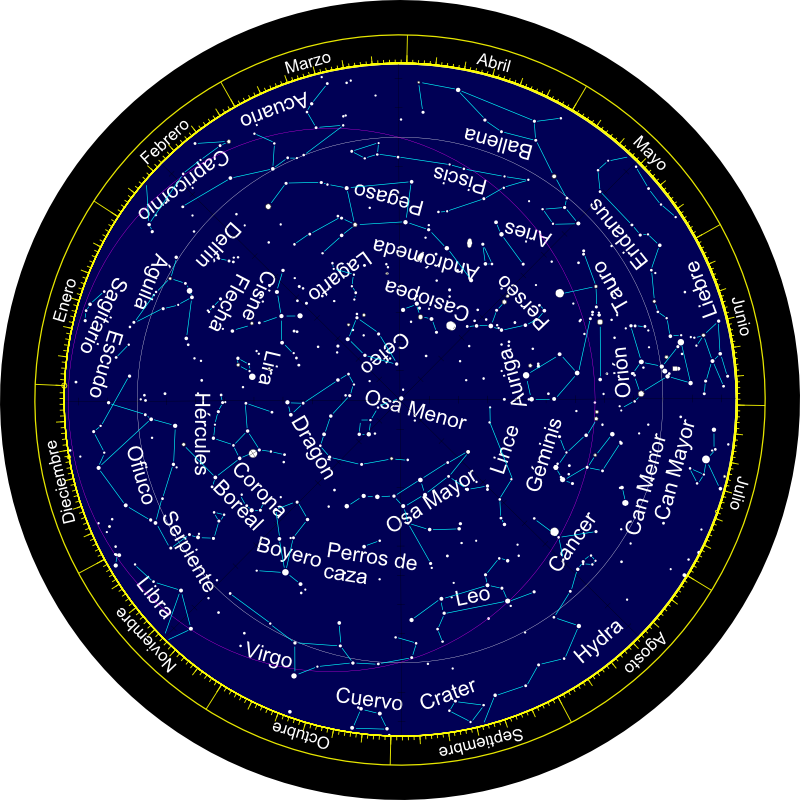 Marzo
Abril
Mayo
Junio
Julio
Agosto
Septiembre
Octubre
Noviembre
Dieciembre
Enero
Febrero
Acuario
Ballena
Capricornio
Piscis
Pegaso
Eridanus
Delfín
Aries
Lagarto
Andromeda
Aguila
Cisne
Flecha
Casiopea
Perseo
Tauro
Liebre
Sagitario
Escudo
Lira
Cefeo
Auriga
Orión
Osa Menor
Hércules
Dragón
Lince
Géminis
Can Menor
Can Mayor
Ofiuco
Corona
Boreal
Osa Mayor
Serpiente
Boyero
Perros de
caza
Cancer
Libra
Leo
Virgo
Hydra
Cuervo
Crater